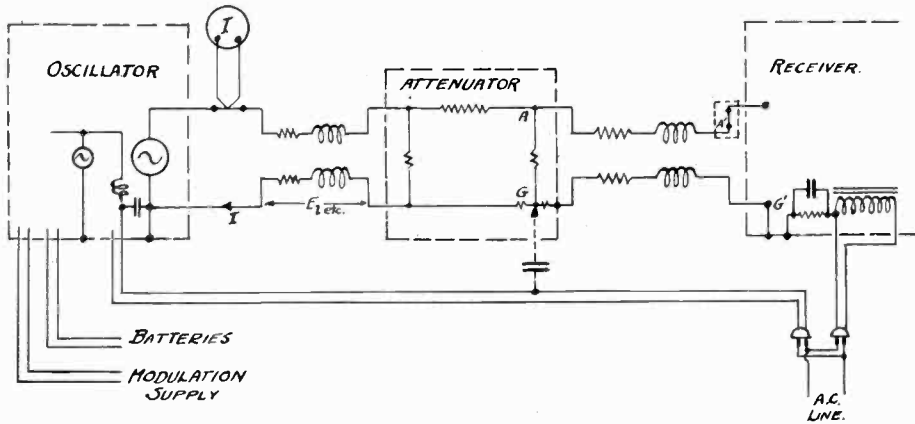 I
OSCILLATOR
ATTENUATOR
RECEIVER.
A
A'
G
G'
I
E₁ etc.
BATTERIES
MODULATION
SUPPLY
A.C.
LINE.